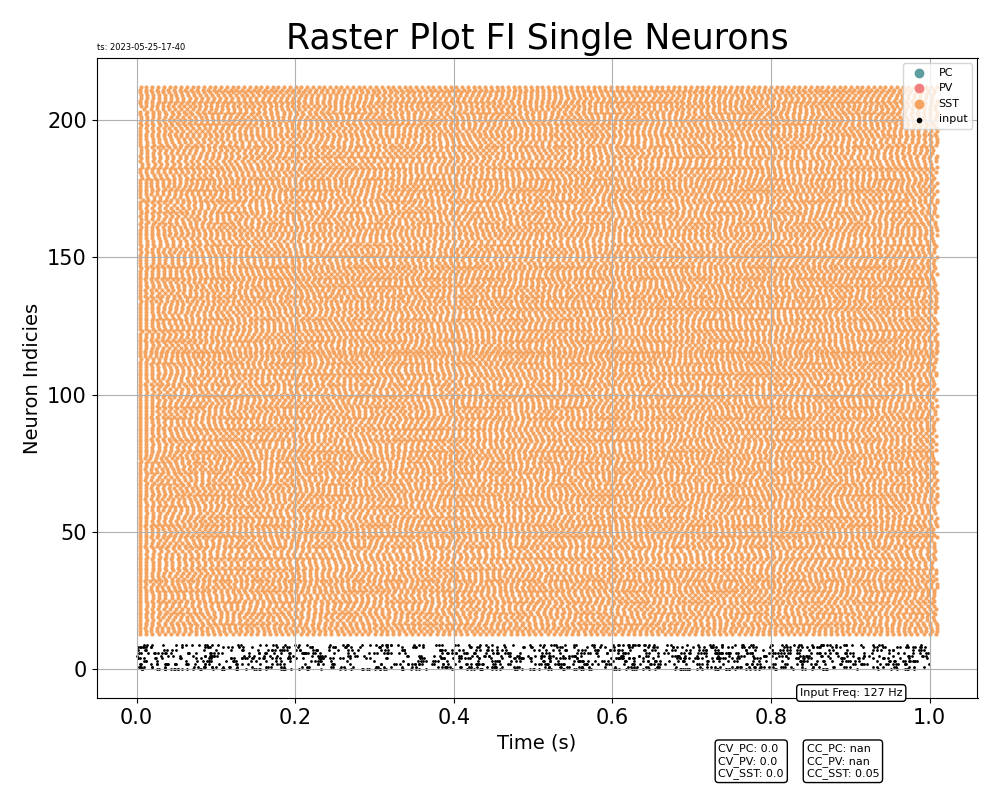 Raster Plot FI Single Neurons
ts: 2023-05-25-17-40
PC
PV
SST
input
200
150
100
50
0
Neuron Indicies
Input Freq: 127 Hz
0.0 0.2 0.4 0.6 0.8 1.0
Time (s)
CV_PC: 0.0
CV_PV: 0.0
CV_SST: 0.0
CC_PC: nan
CC_PV: nan
CC_SST: 0.05